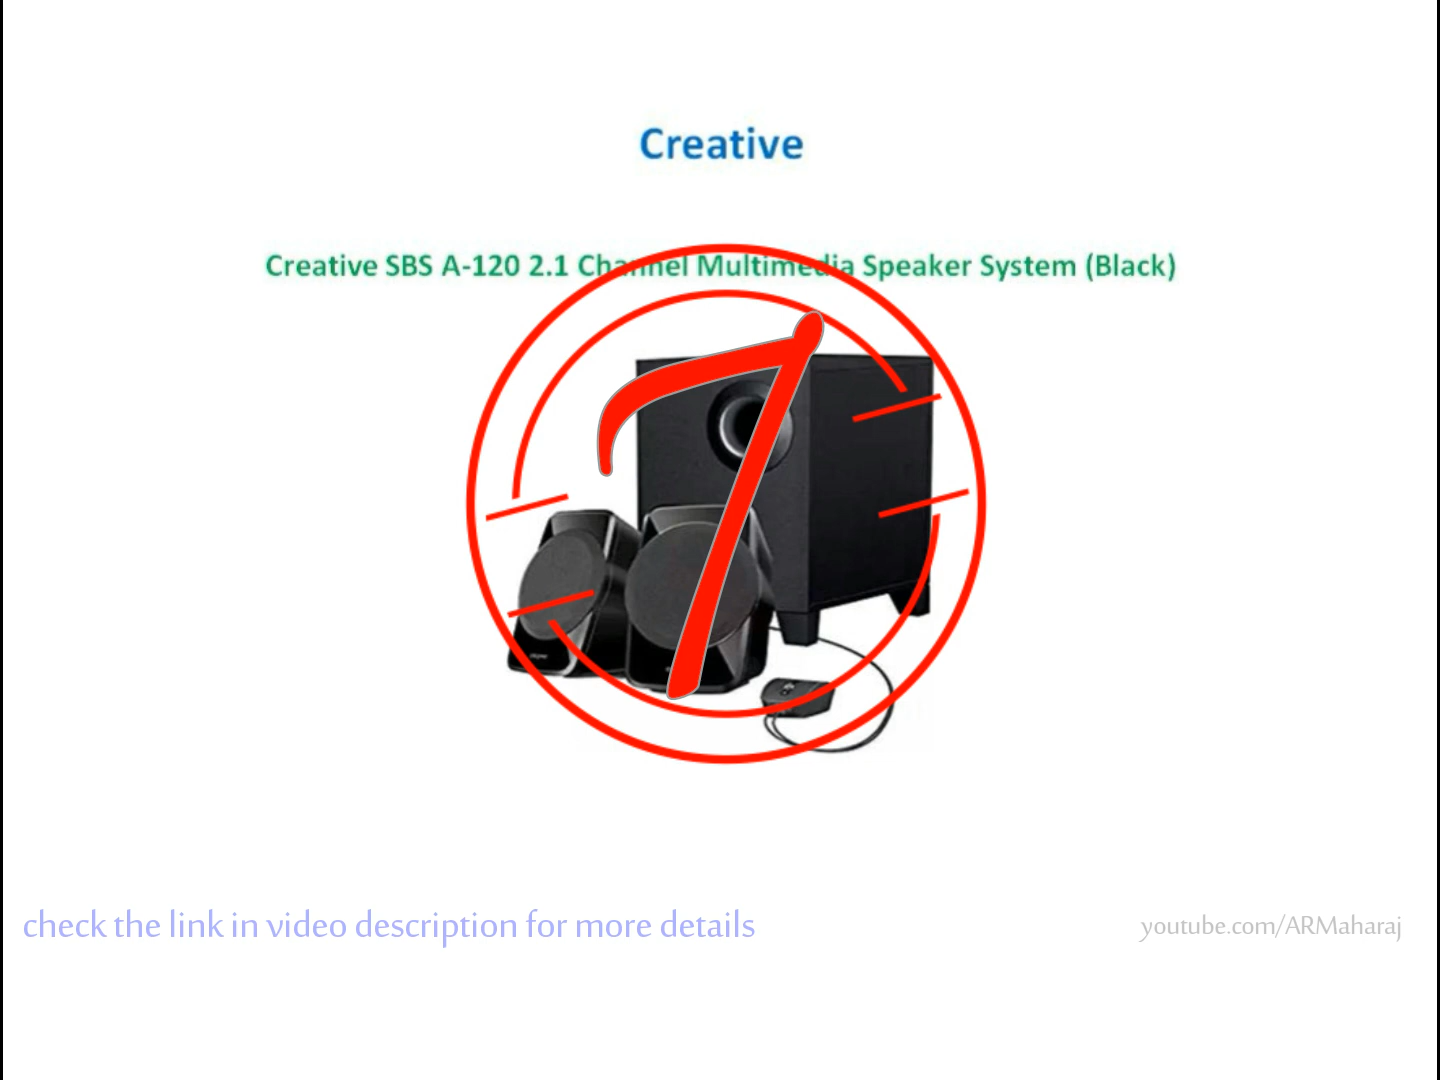 Creative
Creative SBS A-120 2.1 Channel Multimedia Speaker System (Black)
7
check the link in video description for more details
youtube.com/ARMaharaj